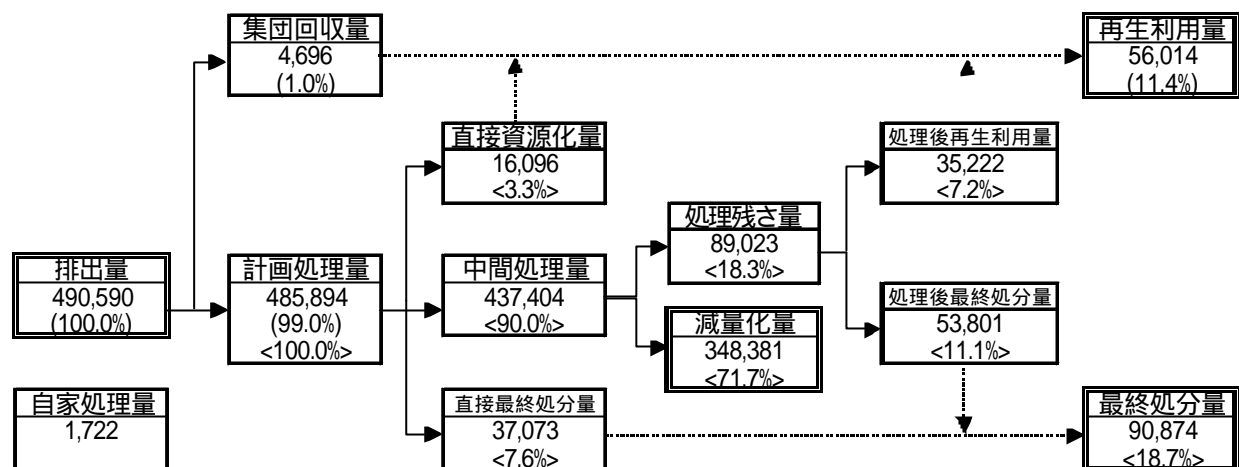 集団回収量
4,696
(1.0%)
再生利用量
56,014
(11.4%)
直接資源化量
16,096
<3.3%>
処理後再生利用量
35,222
<7.2%>
処理残さ量
89,023
<18.3%>
排出量
490,590
(100.0%)
計画処理量
485,894
(99.0%)
<100.0%>
中間処理量
437,404
<90.0%>
減量化量
348,381
<71.7%>
処理後最終処分量
53,801
<11.1%>
自家処理量
1,722
直接最終処分量
37,073
<7.6%>
最終処分量
90,874
<18.7%>